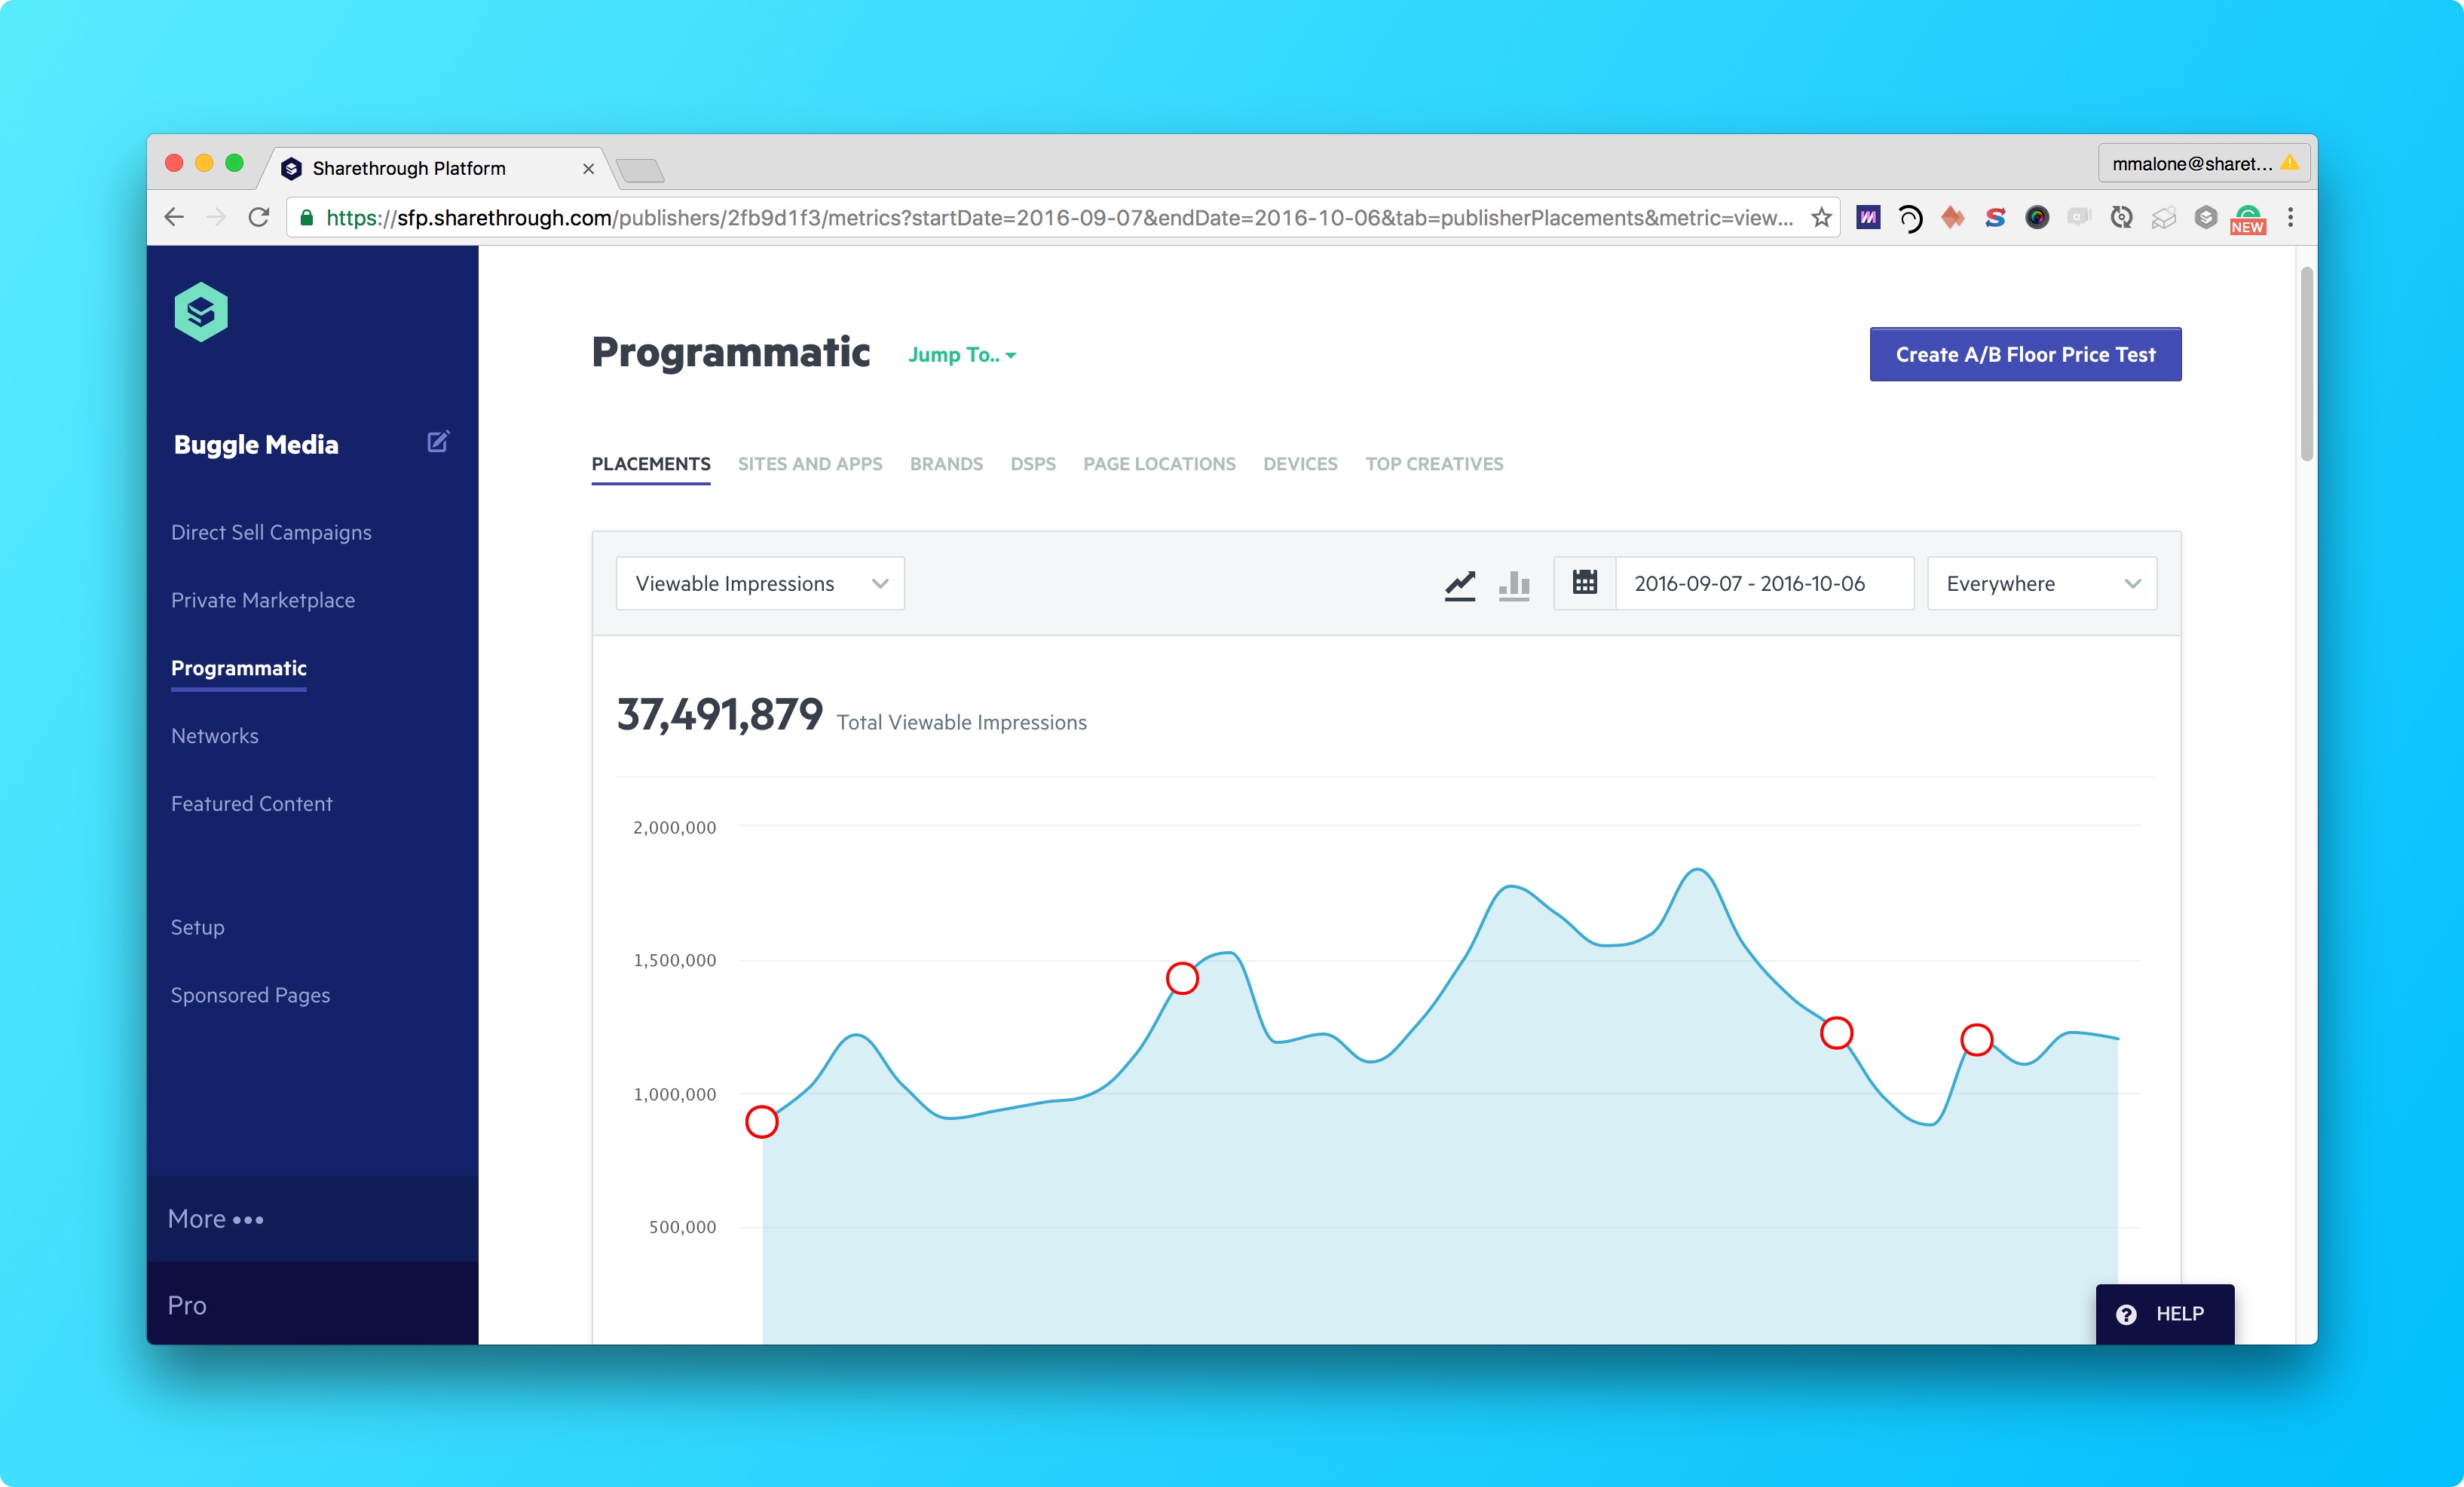 Sharethrough Platform
mmalone@sharet...
https://sfp.sharethrough.com/publishers/2fb9d1f3/metrics?startDate=2016-09-07&endDate=2016-10-06&tab=publisherPlacements&metric=view...
NEW
Buggle Media
Direct Sell Campaigns
Private Marketplace
Programmatic
Networks
Featured Content
Setup
Sponsored Pages
More •••
Pro
Programmatic
Jump To..
Create A/B Floor Price Test
PLACEMENTS SITES AND APPS BRANDS DSPS PAGE LOCATIONS DEVICES TOP CREATIVES
Viewable Impressions
2016-09-07 - 2016-10-06
Everywhere
37,491,879 Total Viewable Impressions
2,000,000
1,500,000
1,000,000
500,000
? HELP